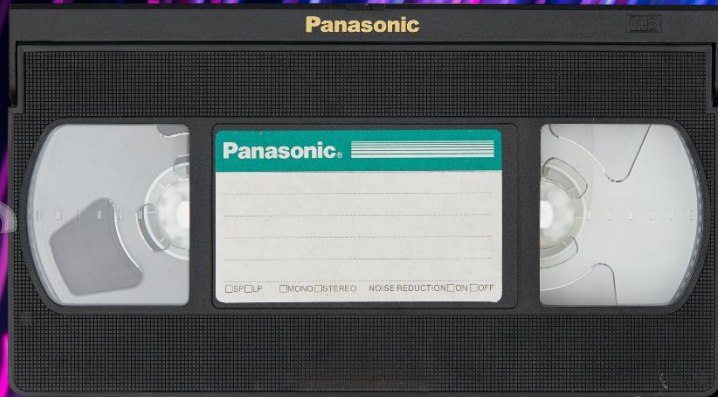 Panasonic
Panasonic®
□SP□LP □MONO□STEREO NOISE REDUCTION□ON□OFF